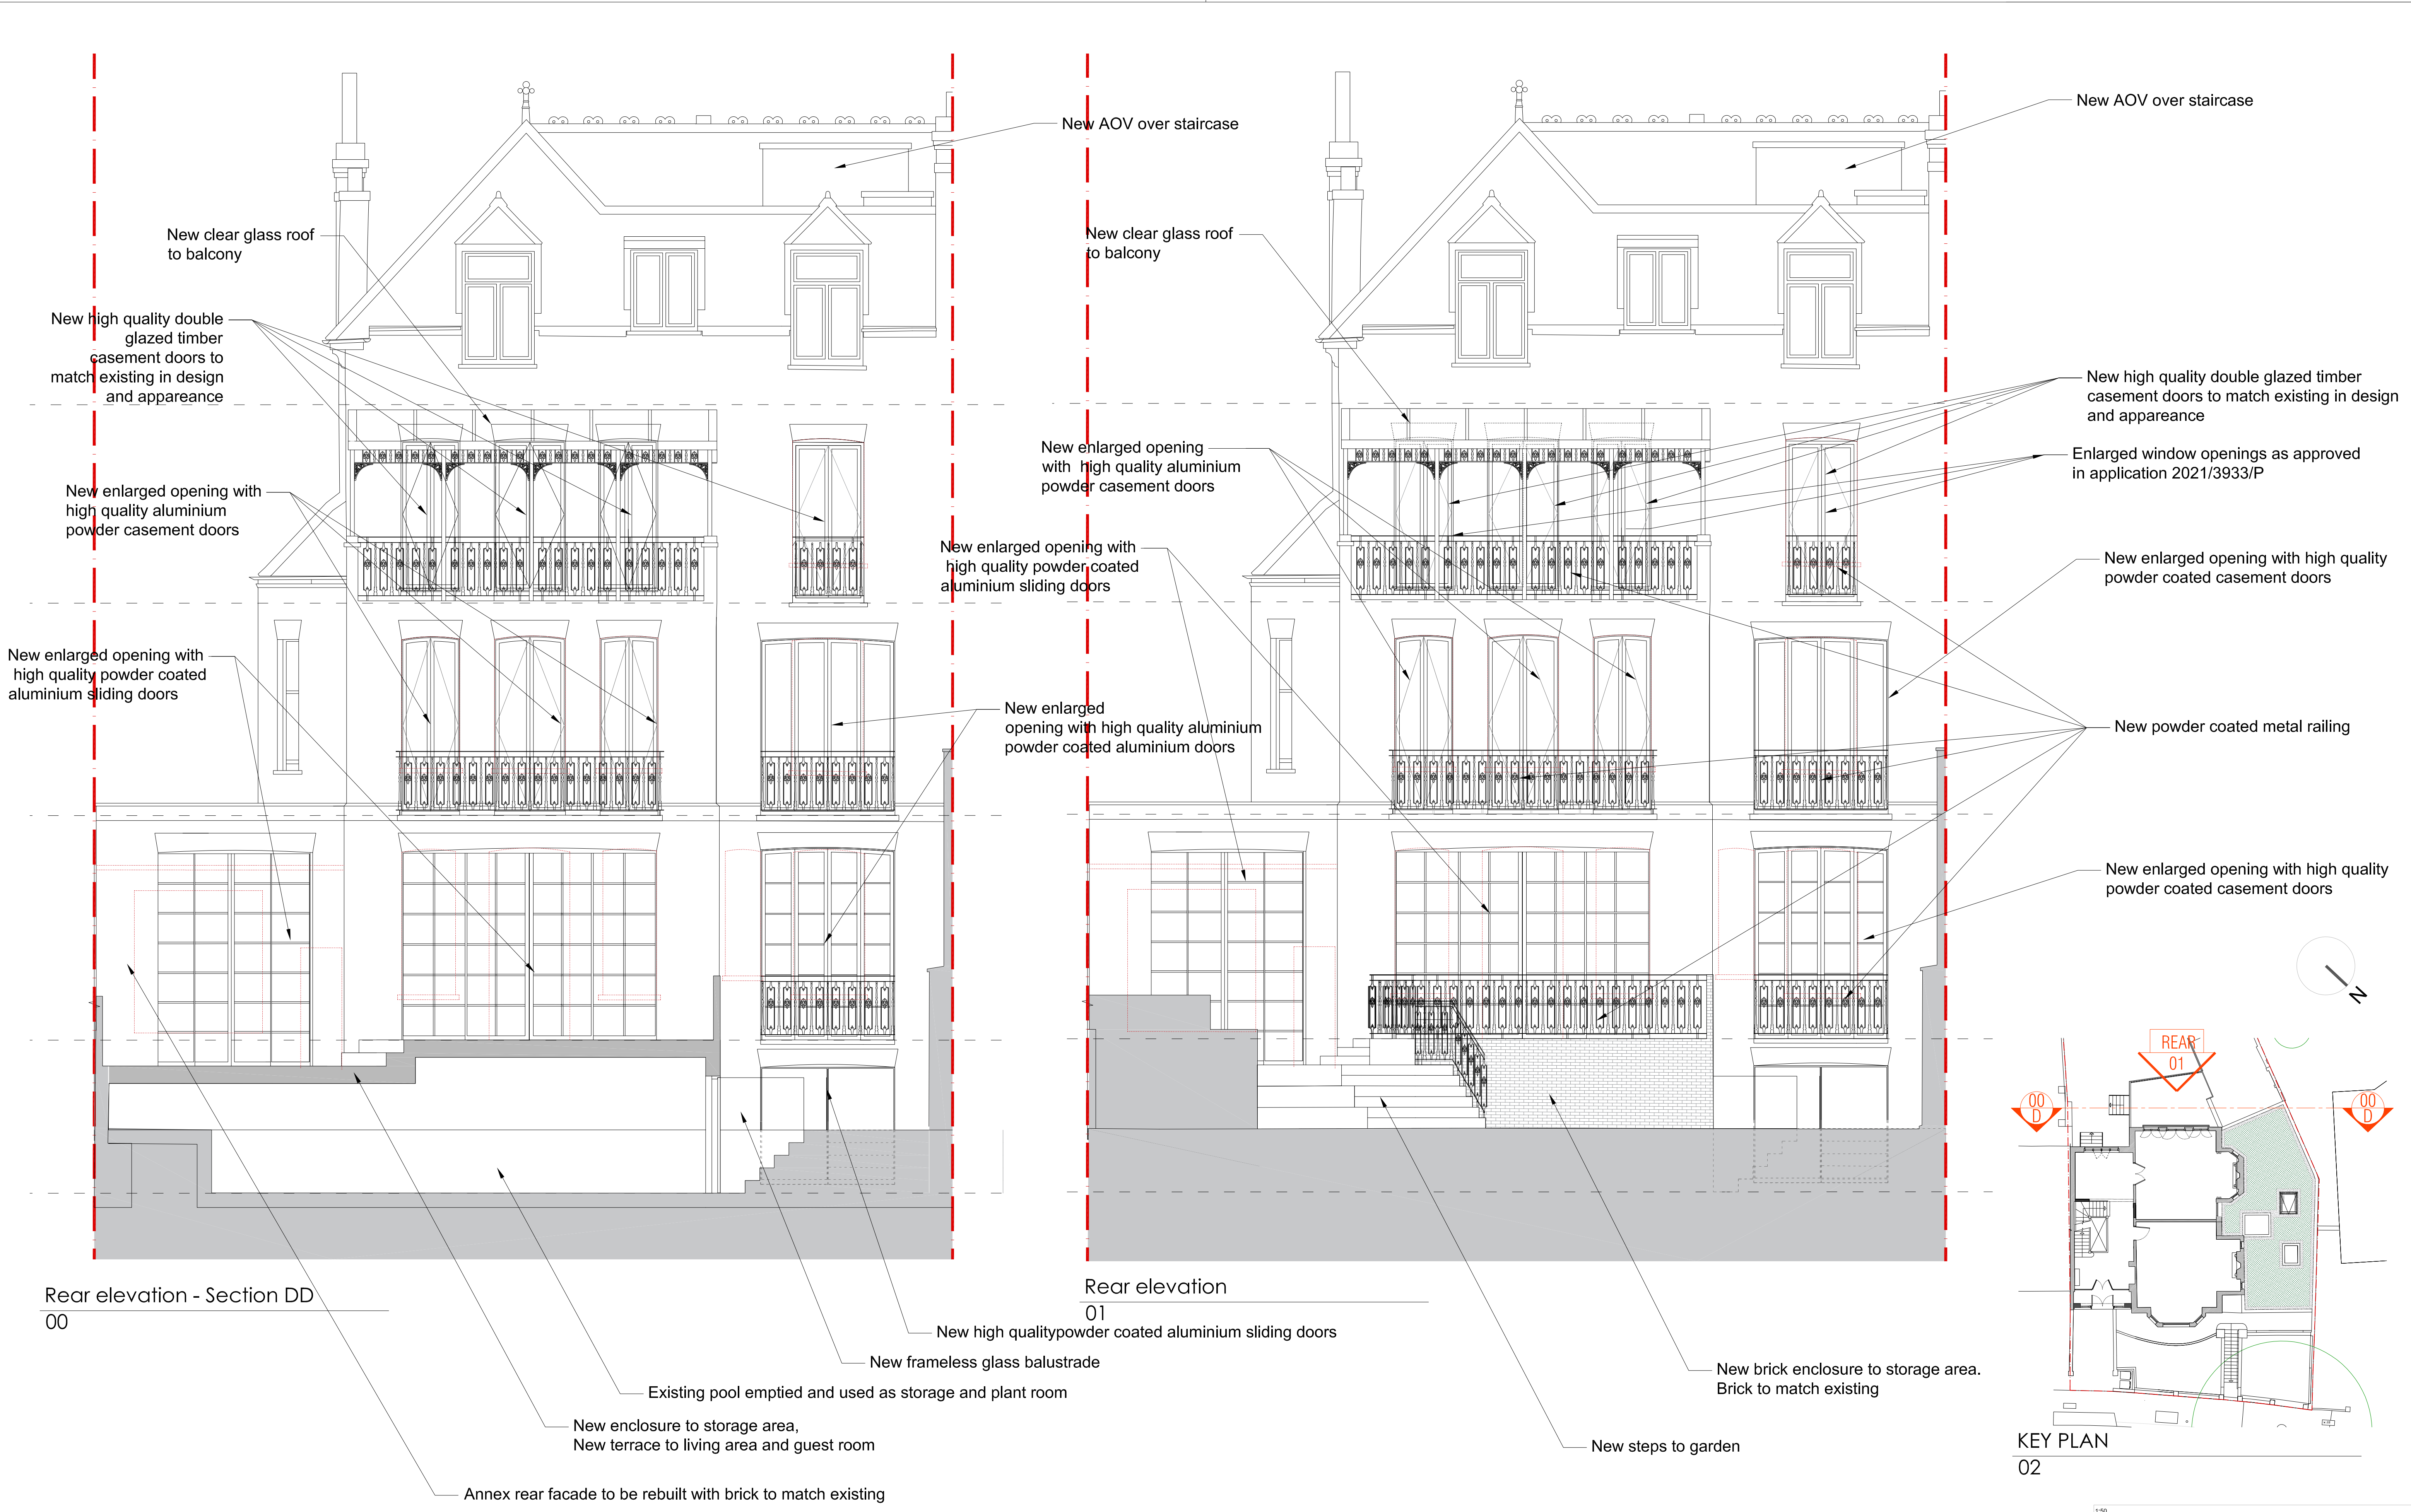 New AOV over staircase
New clear glass roof
to balcony
New high quality double
glazed timber
casement doors to
match existing in design
and appareance
New enlarged opening with
high quality aluminium
powder casement doors
New enlarged opening with
high quality powder coated
aluminium sliding doors
New enlarged
opening with high quality aluminium
powder coated aluminium doors
Rear elevation - Section DD
00
New high qualitypowder coated aluminium sliding doors
New frameless glass balustrade
Existing pool emptied and used as storage and plant room
New enclosure to storage area,
New terrace to living area and guest room
Annex rear facade to be rebuilt with brick to match existing
New AOV over staircase
New clear glass roof
to balcony
New enlarged opening
with high quality aluminium
powder casement doors
New enlarged opening with
high quality powder coated
aluminium sliding doors
New high quality double glazed timber
casement doors to match existing in design
and appareance
Enlarged window openings as approved
in application 2021/3933/P
New enlarged opening with high quality
powder coated casement doors
New powder coated metal railing
New enlarged opening with high quality
powder coated casement doors
Rear elevation
01
New brick enclosure to storage area.
Brick to match existing
New steps to garden
N
REAR
01
00
D
00
D
KEY PLAN
02
1:50